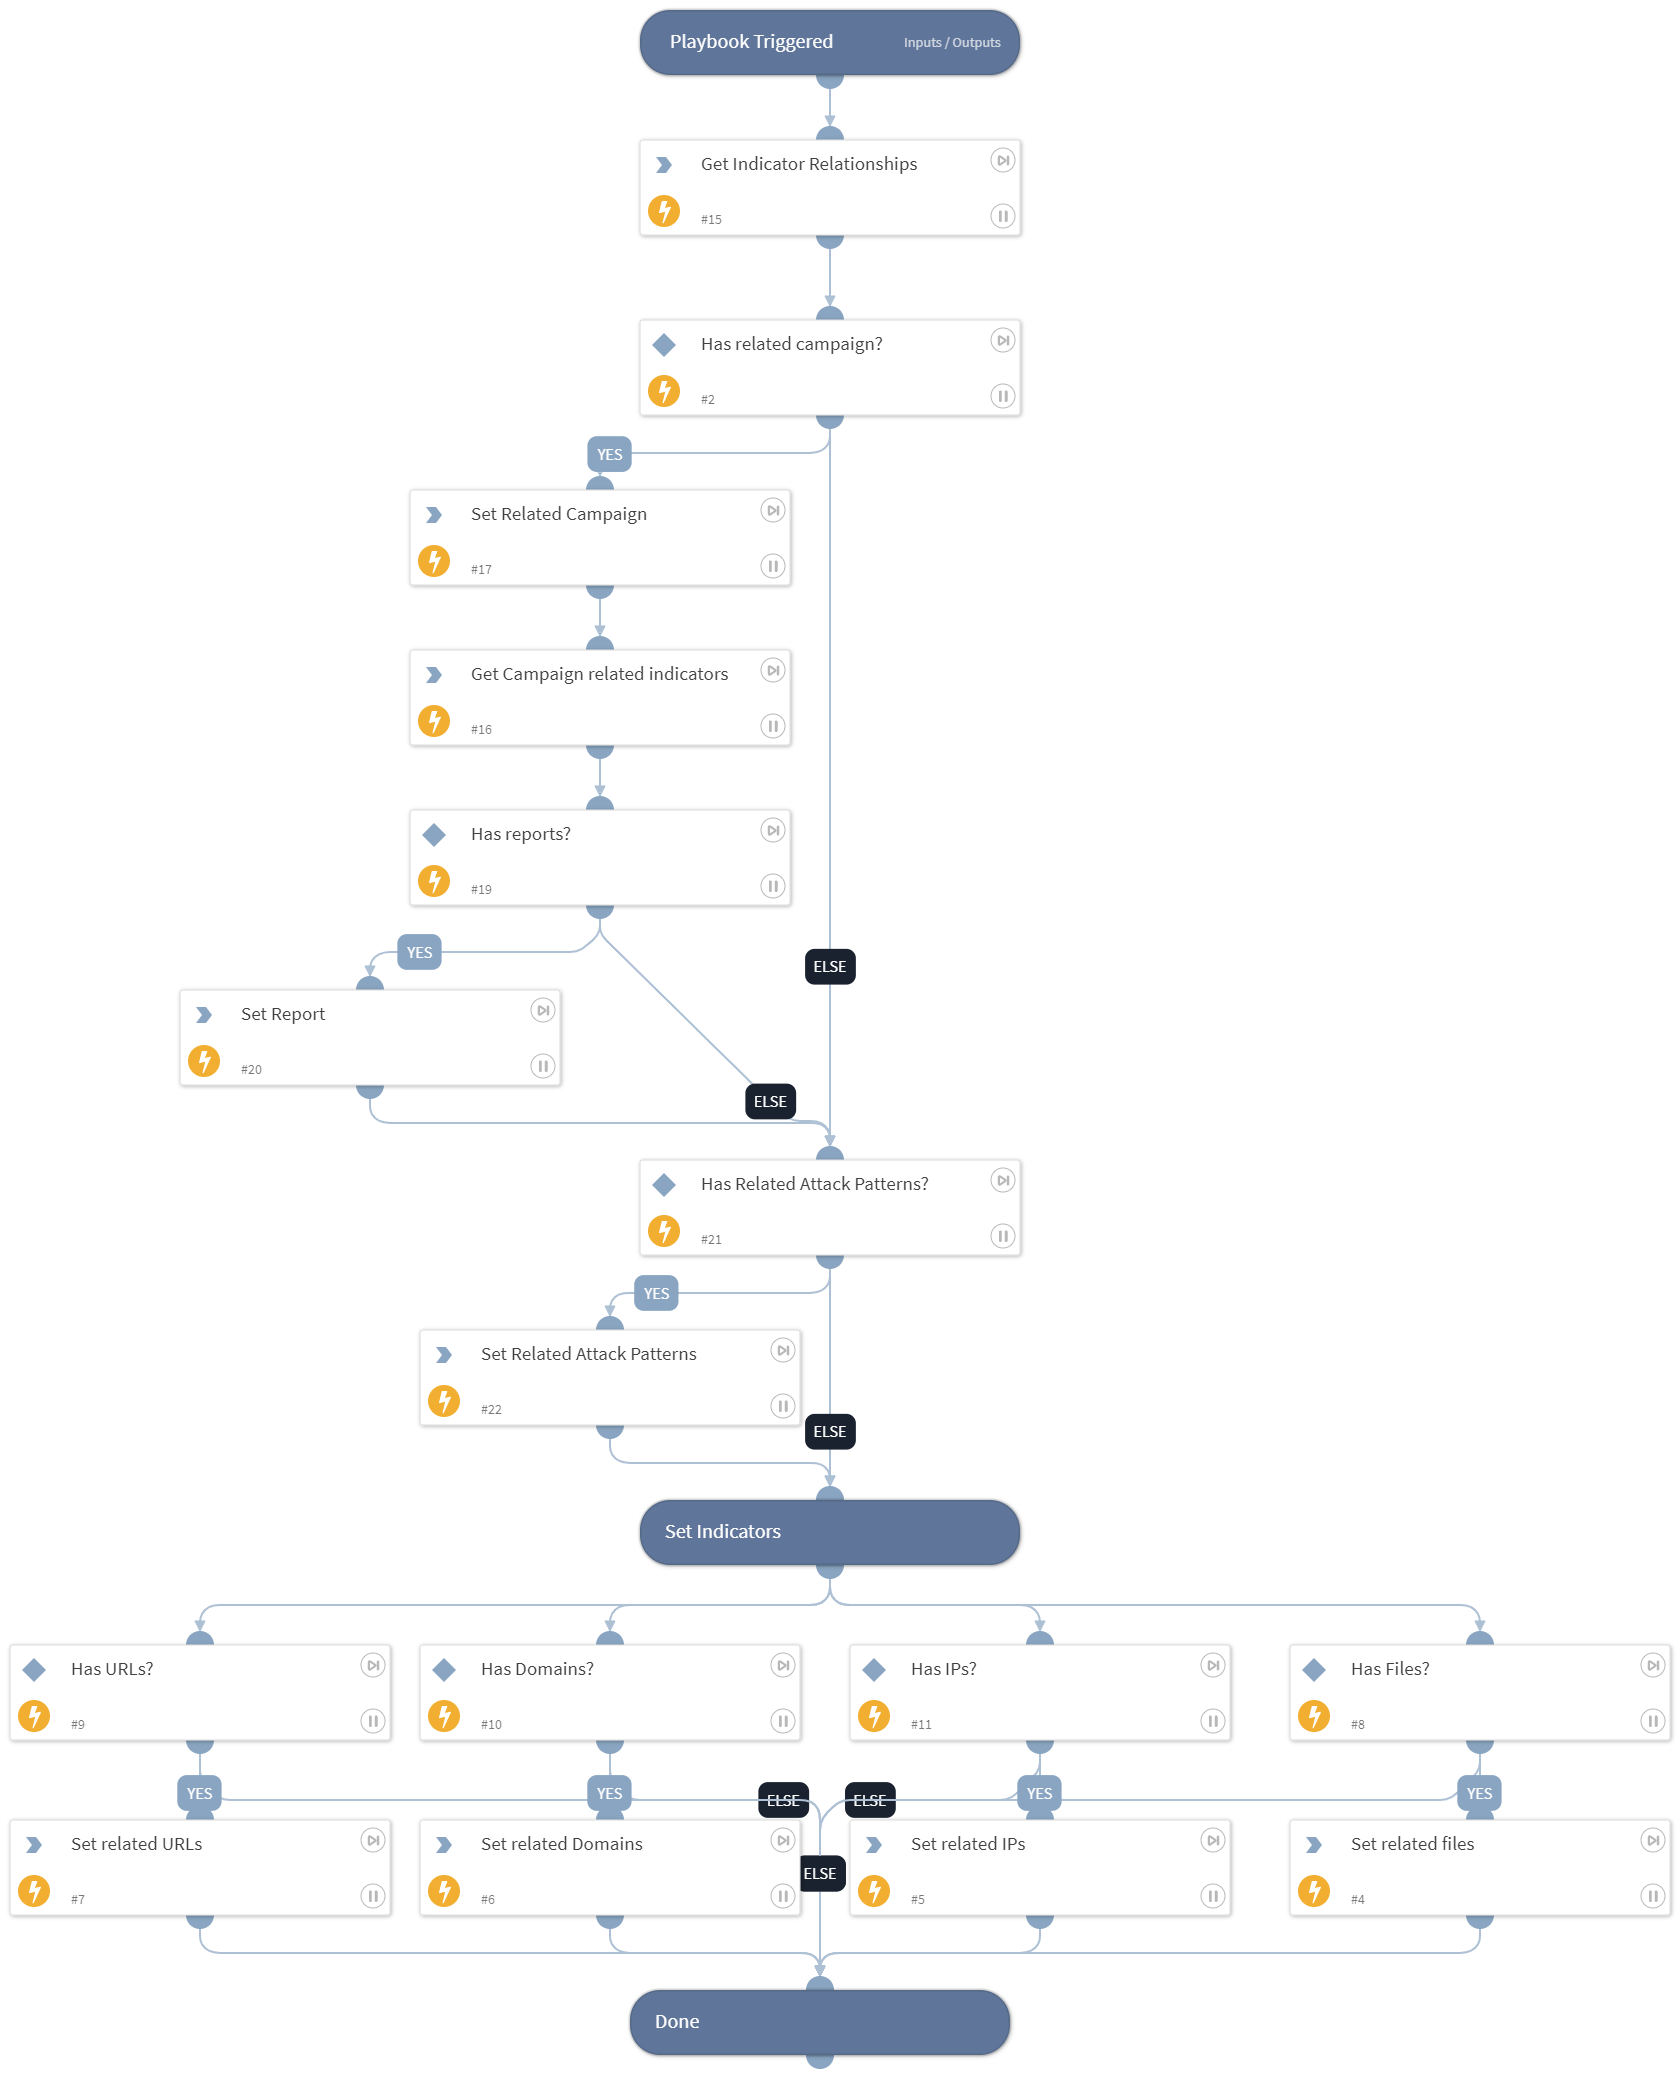 Playbook Triggered Inputs / Outputs
Get Indicator Relationships
#15
Has related campaign?
#2
YES
Set Related Campaign
#17
Get Campaign related indicators
#16
Has reports?
#19
YES
ELSE
Set Report
#20
ELSE
Has Related Attack Patterns?
#21
YES
Set Related Attack Patterns
#22
ELSE
Set Indicators
Has URLs? Has Domains? Has IPs? Has Files?
#9 #10 #11 #8
YES YES ELSE ELSE YES YES
Set related URLs Set related Domains Set related IPs Set related files
ELSE
#7 #6 #5 #4
Done